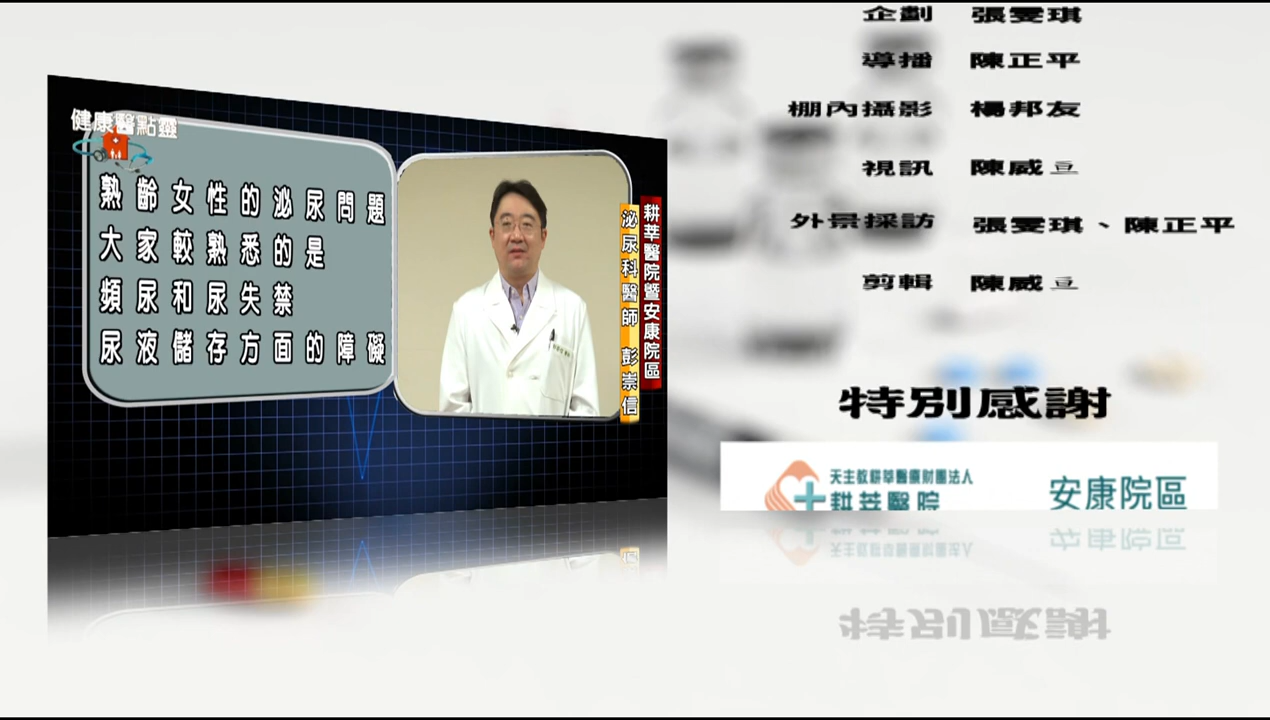 健康醫點靈
熟齡女性的泌尿問題
大家較熟悉的是
頻尿和尿失禁
尿液儲存方面的障礙
耕莘醫院暨安康院區
泌尿科醫師 彭崇信
企劃 張雯琪
導播 陳正平
棚內攝影 楊邦友
視訊 陳威亘
外景採訪 張雯琪、陳正平
剪輯 陳威亘
特別感謝
天主教耕莘醫療財團法人
耕莘醫院
安康院區